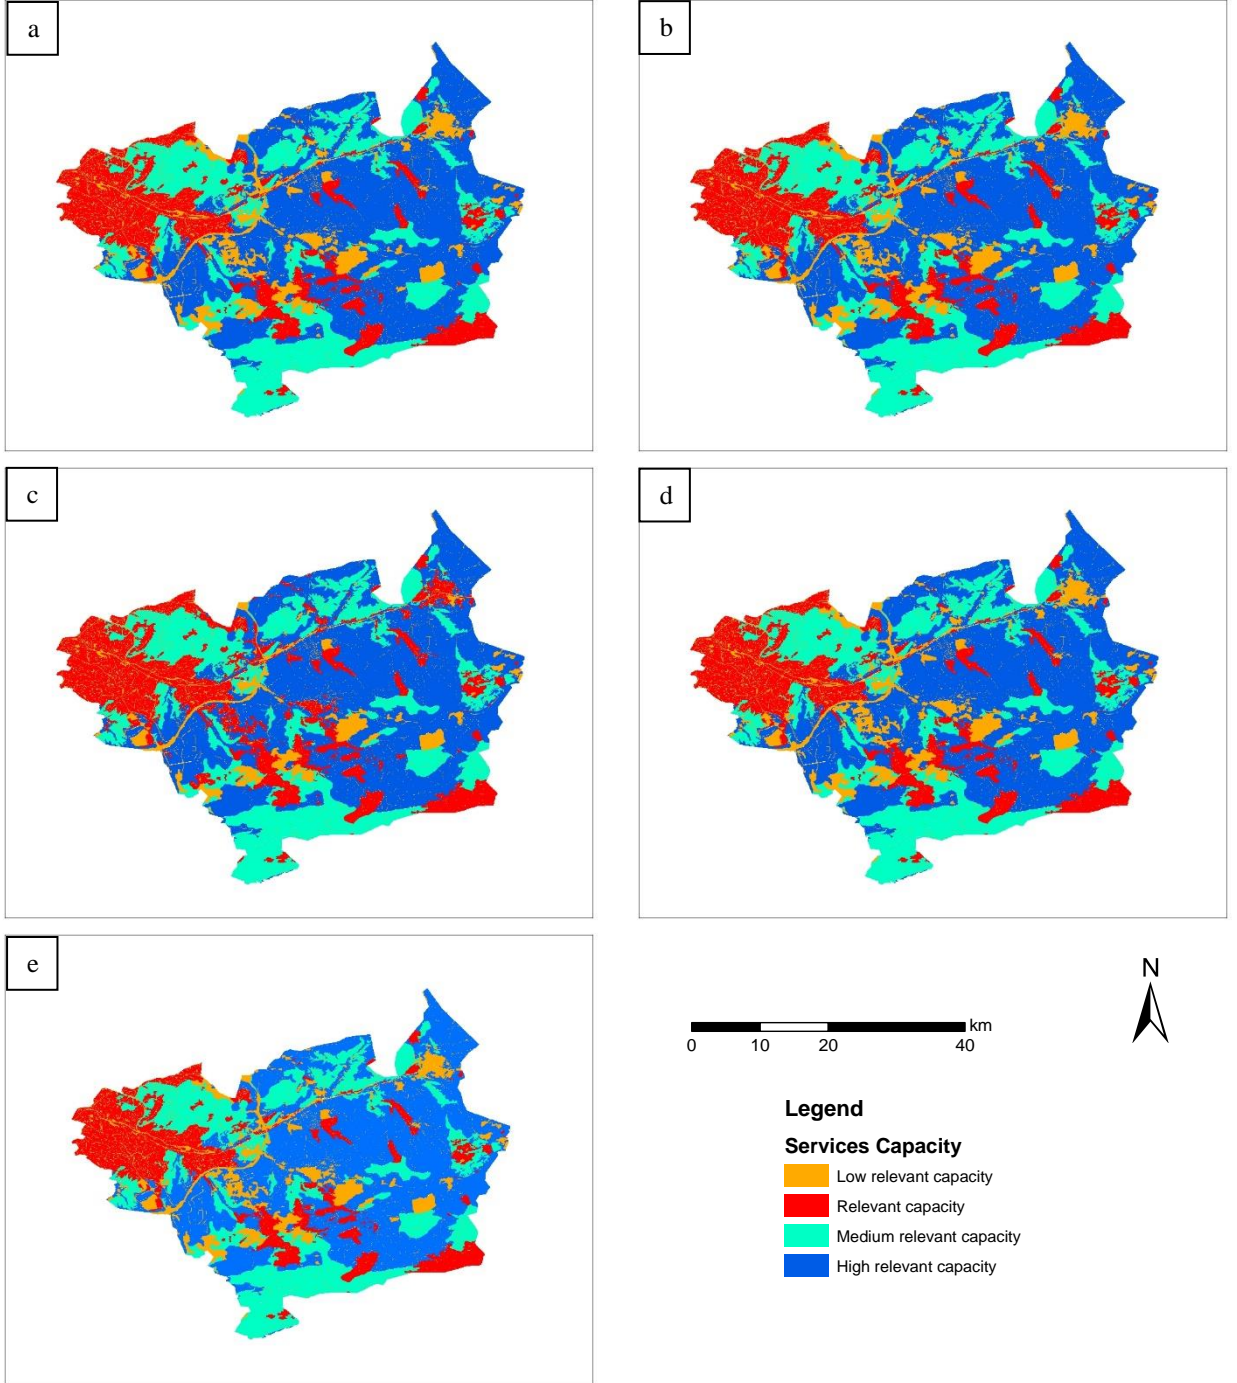 a
b
c
d
e
N
km
0 10 20 40
Legend
Services Capacity
Low relevant capacity
Relevant capacity
Medium relevant capacity
High relevant capacity